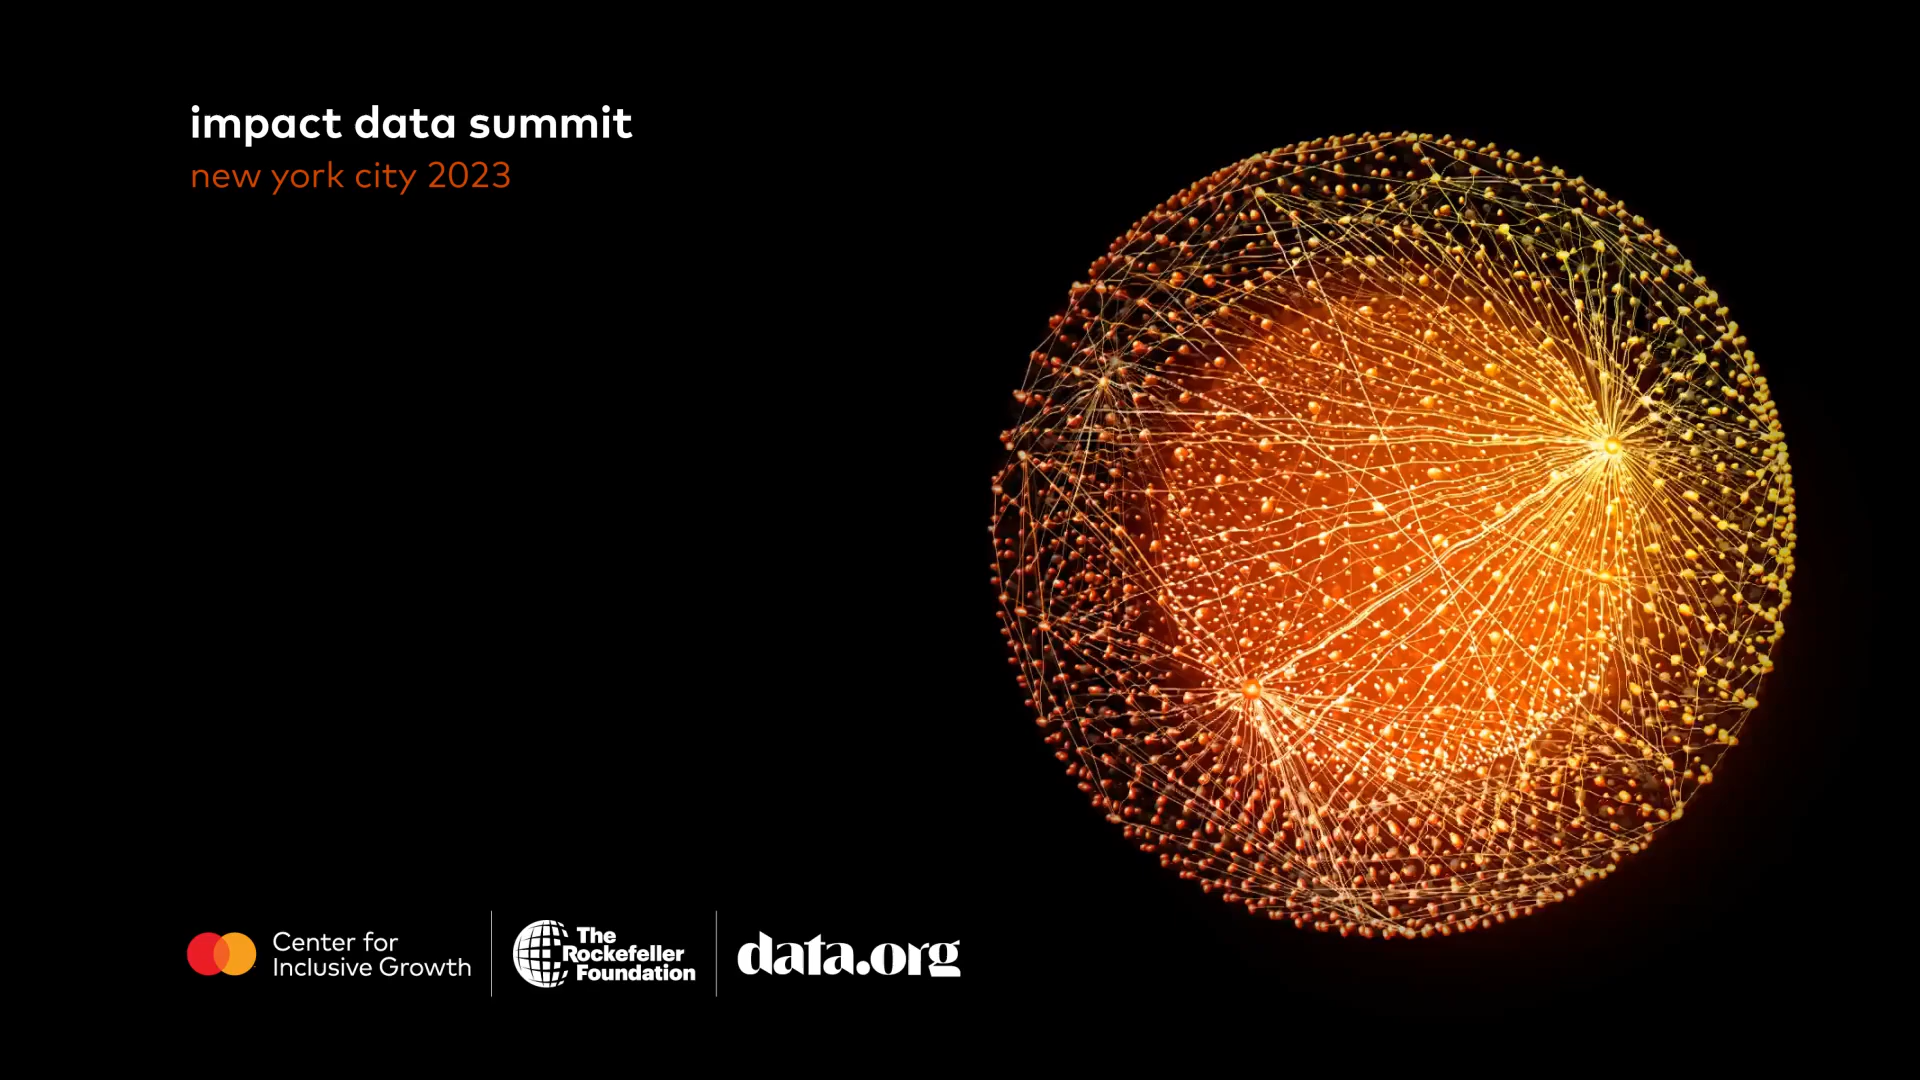 impact data summit
new york city 2023
Center for
Inclusive Growth
The
Rockefeller
Foundation
data.org